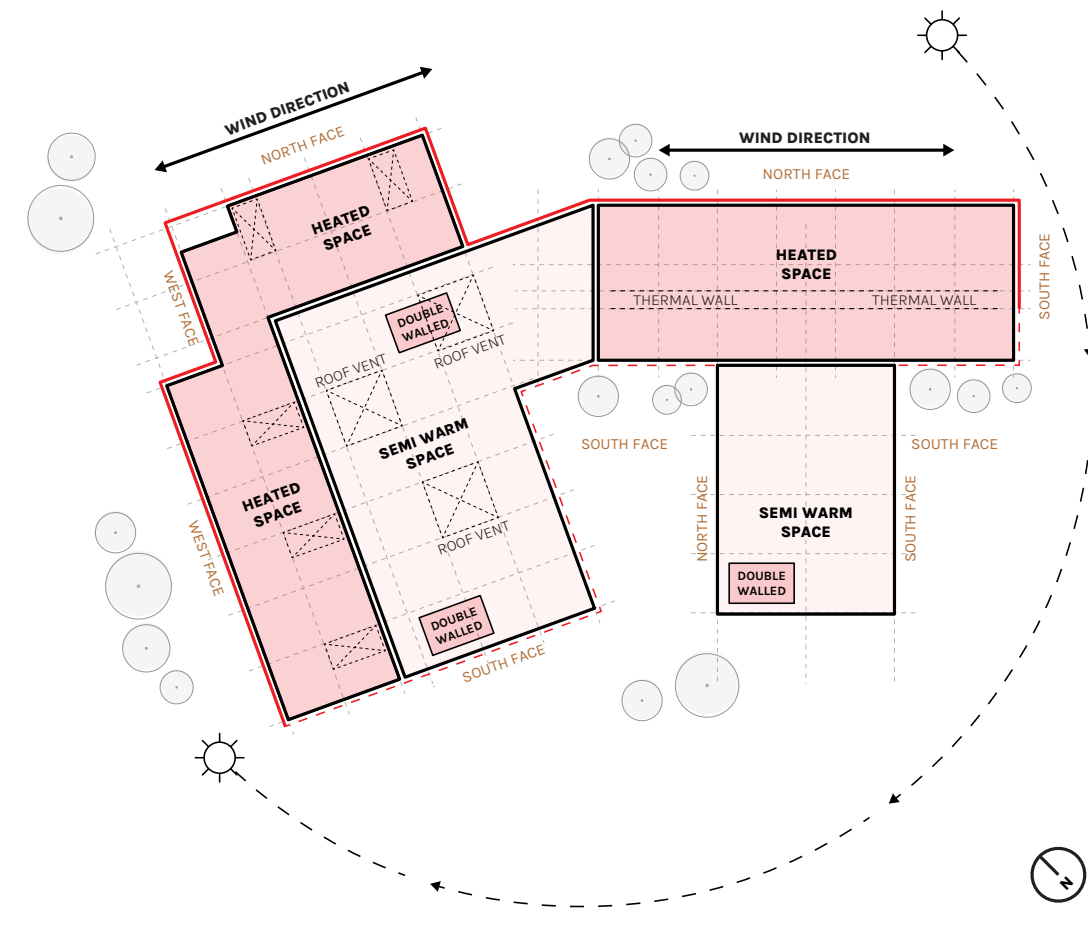 WIND DIRECTION
NORTH FACE
WIND DIRECTION
NORTH FACE
HEATED
SPACE
HEATED
SPACE
SOUTH FACE
WEST FACE
THERMAL WALL
THERMAL WALL
DOUBLE
WALLED
ROOF VENT
ROOF VENT
SEMI WARM
SPACE
SOUTH FACE
SOUTH FACE
HEATED
SPACE
ROOF VENT
WEST FACE
NORTH FACE
SEMI WARM
SPACE
SOUTH FACE
DOUBLE
WALLED
DOUBLE
WALLED
SOUTH FACE
N